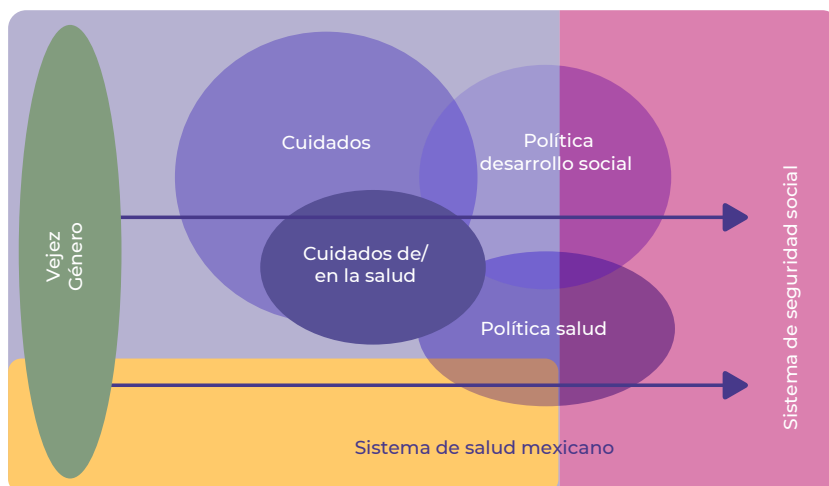 Vejez
Género
Cuidados
Política
desarrollo social
Cuidados de/
en la salud
Política salud
Sistema de salud mexicano
Sistema de seguridad social